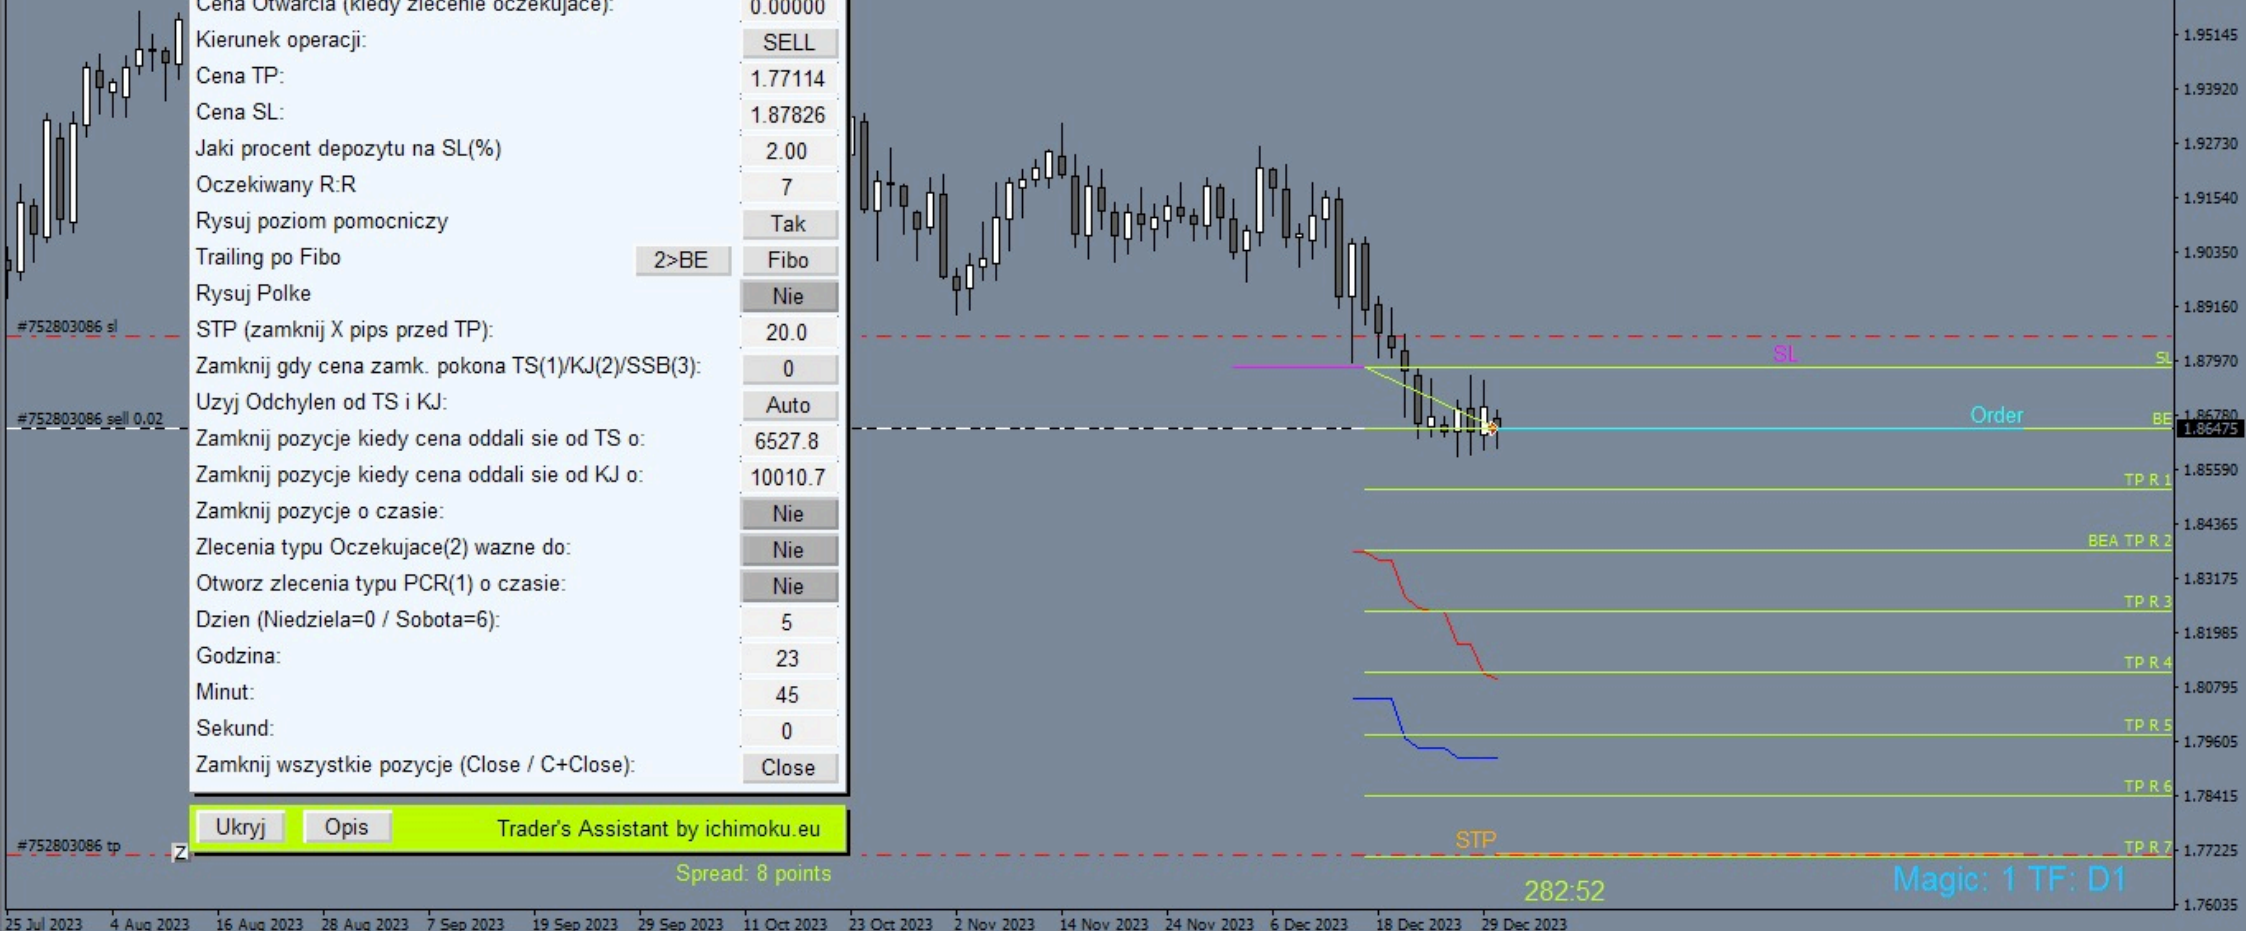 Cena Otwarcia (kiedy zlecenie oczekujace): 0.00000
Kierunek operacji: SELL
Cena TP: 1.77114
Cena SL: 1.87826
Jaki procent depozytu na SL(%) 2.00
Oczekiwany R:R 7
Rysuj poziom pomocniczy Tak
Trailing po Fibo 2>BE Fibo
Rysuj Polke Nie
STP (zamknij X pips przed TP): 20.0
Zamknij gdy cena zamk. pokona TS(1)/KJ(2)/SSB(3): 0
Uzyj Odchylen od TS i KJ: Auto
Zamknij pozycje kiedy cena oddali sie od TS o: 6527.8
Zamknij pozycje kiedy cena oddali sie od KJ o: 10010.7
Zamknij pozycje o czasie: Nie
Zlecenia typu Oczekujace(2) wazne do: Nie
Otworz zlecenia typu PCR(1) o czasie: Nie
Dzien (Niedziela=0 / Sobota=6): 5
Godzina: 23
Minut: 45
Sekund: 0
Zamknij wszystkie pozycje (Close / C+Close): Close
Ukryj Opis Trader's Assistant by ichimoku.eu
Z
Spread: 8 points
#752803086 sl
#752803086 sell 0.02
#752803086 tp
SL
SL
Order
BE
TP R 1
BEA TP R 2
TP R 3
TP R 4
TP R 5
TP R 6
STP
TP R 7
282:52
Magic: 1 TF: D1
1.95145
1.93920
1.92730
1.91540
1.90350
1.89160
1.87970
1.86780
1.86475
1.85590
1.84365
1.83175
1.81985
1.80795
1.79605
1.78415
1.77225
1.76035
25 Jul 2023 4 Aug 2023 16 Aug 2023 28 Aug 2023 7 Sep 2023 19 Sep 2023 29 Sep 2023 11 Oct 2023 23 Oct 2023 2 Nov 2023 14 Nov 2023 24 Nov 2023 6 Dec 2023 18 Dec 2023 29 Dec 2023